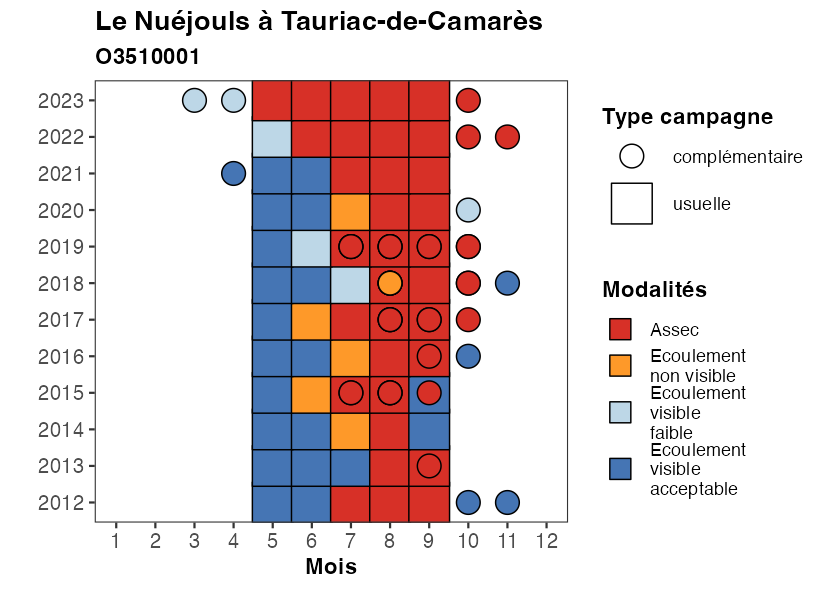 Le Nuéjouls à Tauriac-de-Camarès
O3510001
2023
2022
2021
2020
2019
2018
2017
2016
2015
2014
2013
2012
1 2 3 4 5 6 7 8 9 10 11 12
Mois
Type campagne
complémentaire
usuelle
Modalités
Assec
Ecoulement
non visible
Ecoulement
visible
faible
Ecoulement
visible
acceptable